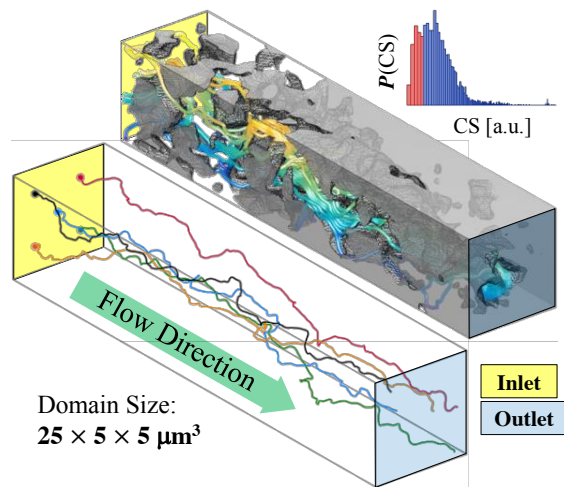 P(CS)
CS [a.u.]
Flow Direction
Inlet
Outlet
Domain Size:
25 × 5 × 5 μm³